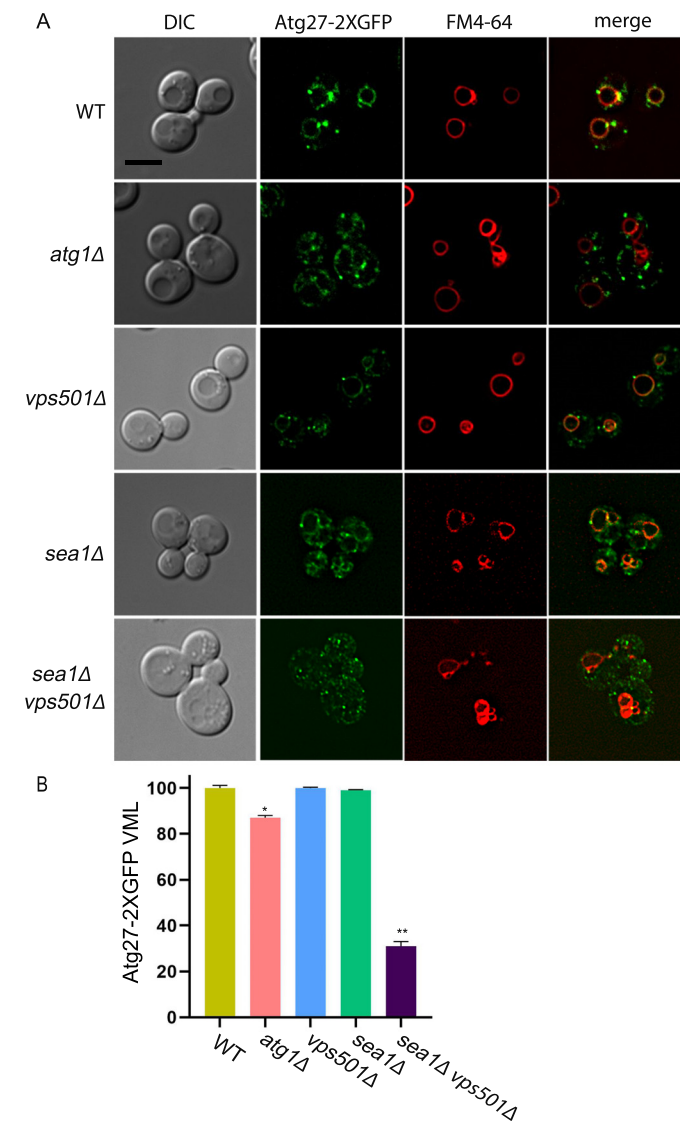 A
DIC
Atg27-2XGFP
FM4-64
merge
WT
atg1Δ
vps501Δ
sea1Δ
sea1Δ
vps501Δ
B
Atg27-2XGFP VML
100
80
60
40
20
0
*
**
WT
atg1Δ
vps501Δ
sea1Δ
sea1Δ vps501Δ